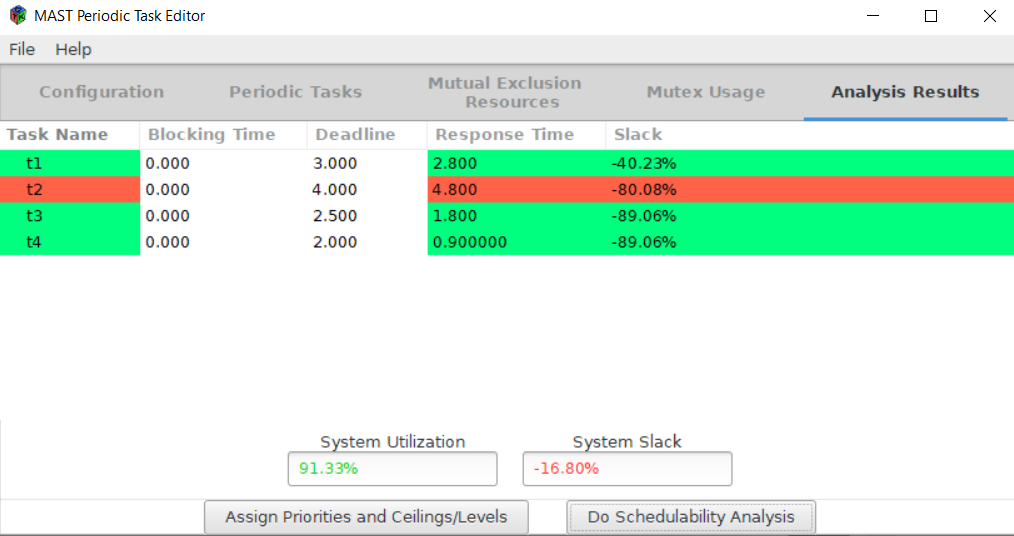 MAST Periodic Task Editor
File Help
Configuration Periodic Tasks Mutual Exclusion Resources Mutex Usage Analysis Results
Task Name Blocking Time Deadline Response Time Slack
t1 0.000 3.000 2.800 -40.23%
t2 0.000 4.000 4.800 -80.08%
t3 0.000 2.500 1.800 -89.06%
t4 0.000 2.000 0.900000 -89.06%
System Utilization System Slack
91.33% -16.80%
Assign Priorities and Ceilings/Levels Do Schedulability Analysis